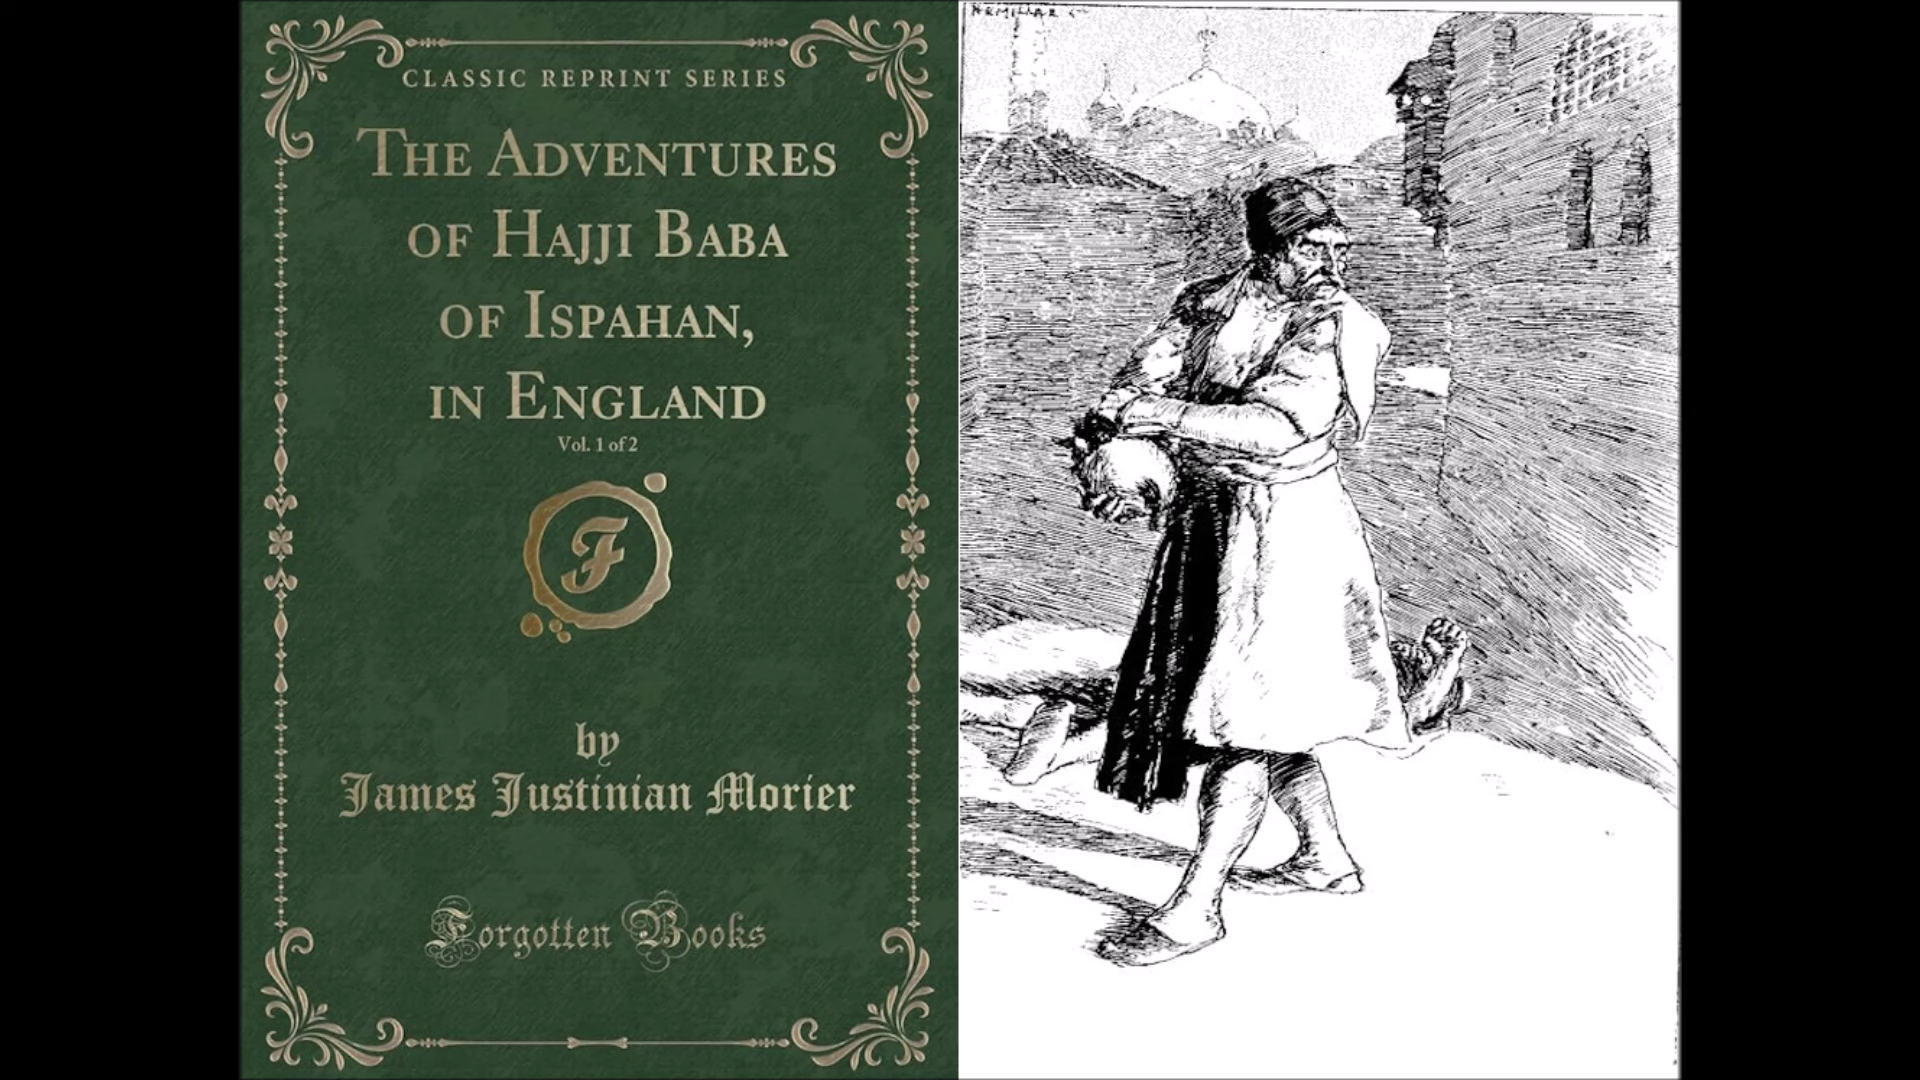 CLASSIC REPRINT SERIES
THE ADVENTURES
OF HAJJI BABA
OF ISPAHAN,
IN ENGLAND
Vol. 1 of 2
F
by
James Justinian Morier
Forgotten Books